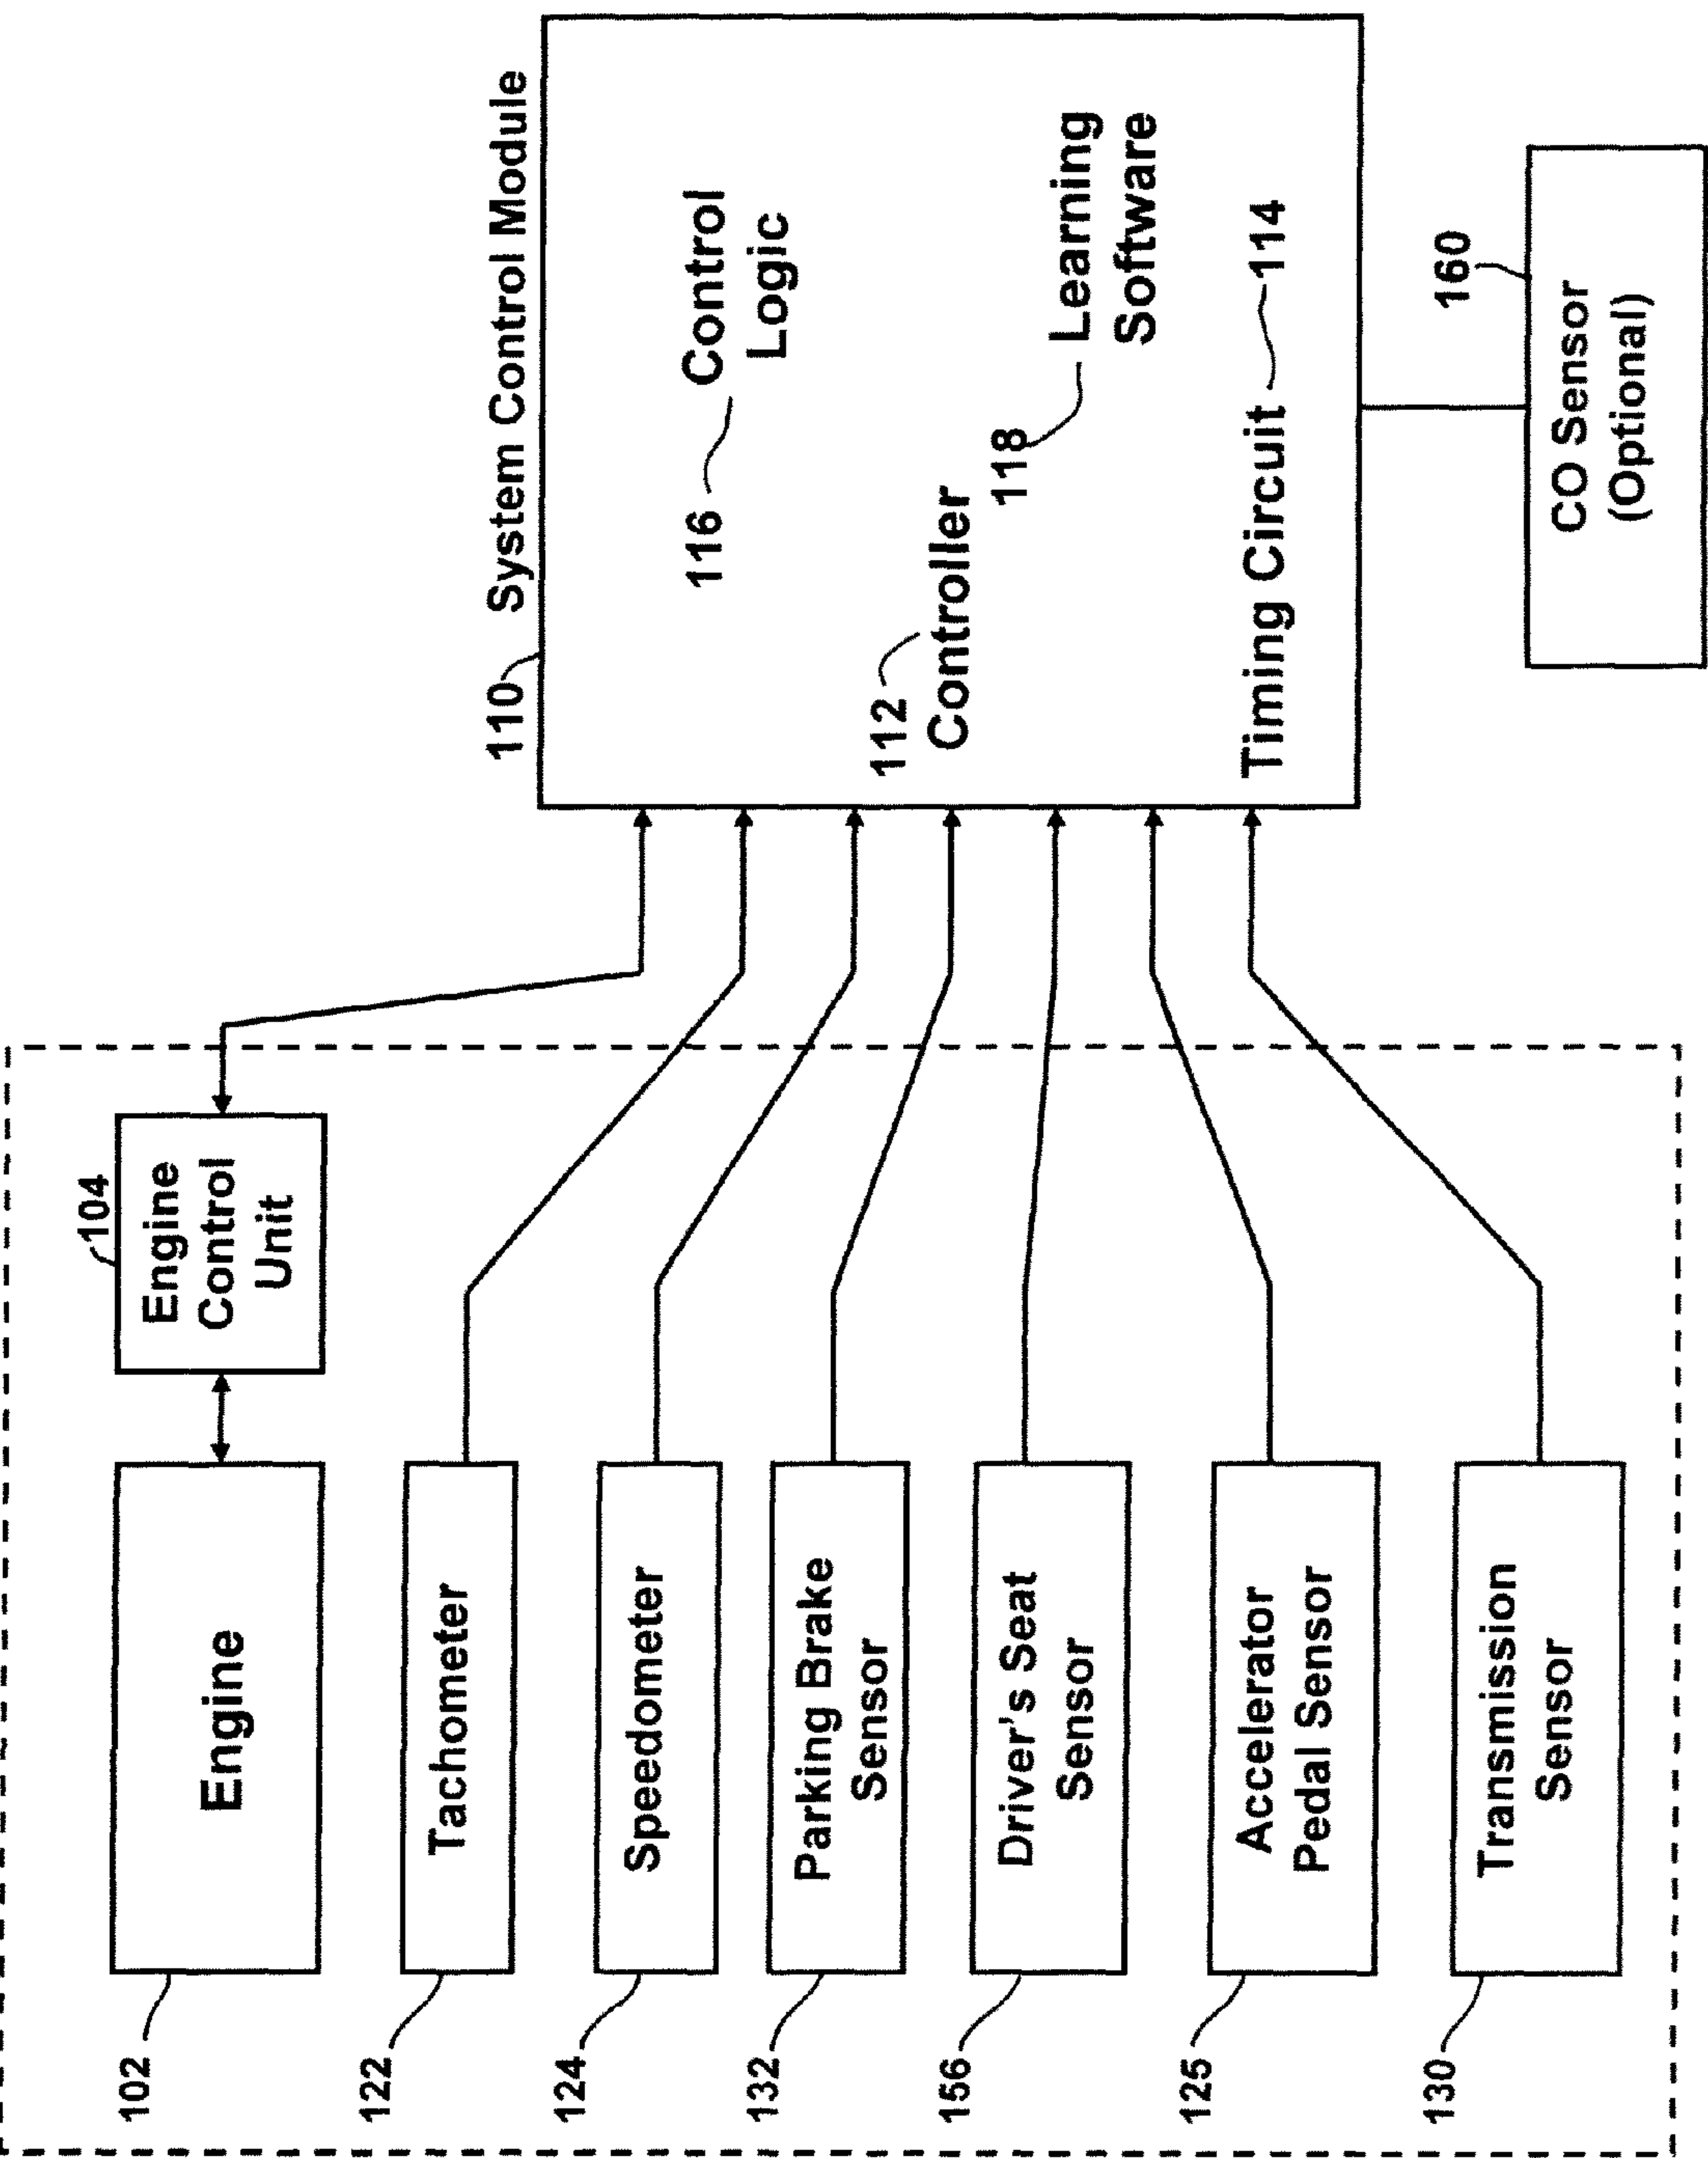 110 System Control Module
104
Engine
Control
Unit
116 Control
Logic
112
Controller
118 Learning
Software
Timing Circuit 114
160
CO Sensor
(Optional)
102
Engine
122
Tachometer
124
Speedometer
132
Parking Brake
Sensor
156
Driver's Seat
Sensor
125
Accelerator
Pedal Sensor
130
Transmission
Sensor